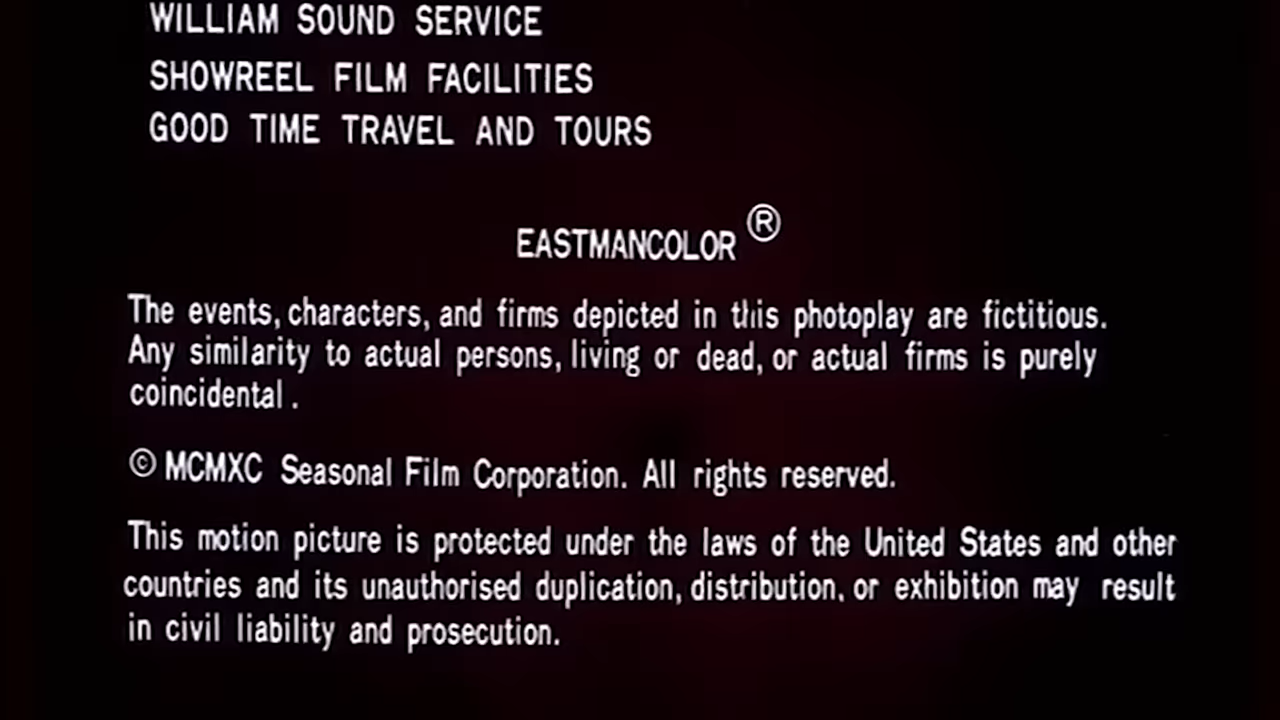 WILLIAM SOUND SERVICE
SHOWREEL FILM FACILITIES
GOOD TIME TRAVEL AND TOURS
EASTMANCOLOR ®
The events, characters, and firms depicted in this photoplay are fictitious.
Any similarity to actual persons, living or dead, or actual firms is purely
coincidental.
© MCMXC Seasonal Film Corporation. All rights reserved.
This motion picture is protected under the laws of the United States and other
countries and its unauthorised duplication, distribution, or exhibition may result
in civil liability and prosecution.